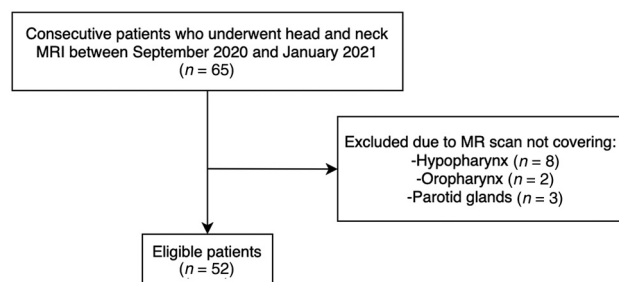 Consecutive patients who underwent head and neck
MRI between September 2020 and January 2021
(n = 65)
Excluded due to MR scan not covering:
-Hypopharynx (n = 8)
-Oropharynx (n = 2)
-Parotid glands (n = 3)
Eligible patients
(n = 52)